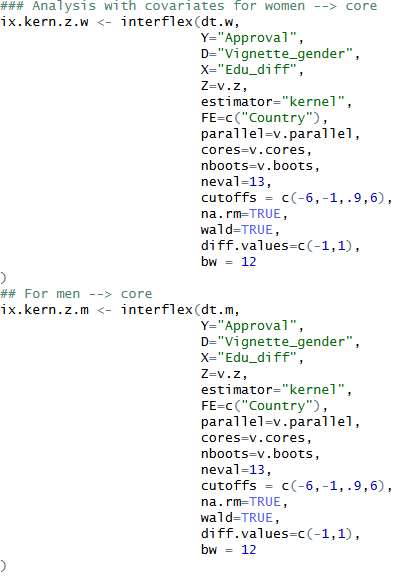 ### Analysis with covariates for women --> core
ix.kern.z.w <- interflex(dt.w,
Y="Approval",
D="Vignette_gender",
X="Edu_diff",
Z=v.z,
estimator="kernel",
FE=c("Country"),
parallel=v.parallel,
cores=v.cores,
nboots=v.boots,
neval=13,
cutoffs = c(-6,-1,.9,6),
na.rm=TRUE,
wald=TRUE,
diff.values=c(-1,1),
bw = 12
)
## For men --> core
ix.kern.z.m <- interflex(dt.m,
Y="Approval",
D="Vignette_gender",
X="Edu_diff",
Z=v.z,
estimator="kernel",
FE=c("Country"),
parallel=v.parallel,
cores=v.cores,
nboots=v.boots,
neval=13,
cutoffs = c(-6,-1,.9,6),
na.rm=TRUE,
wald=TRUE,
diff.values=c(-1,1),
bw = 12
)